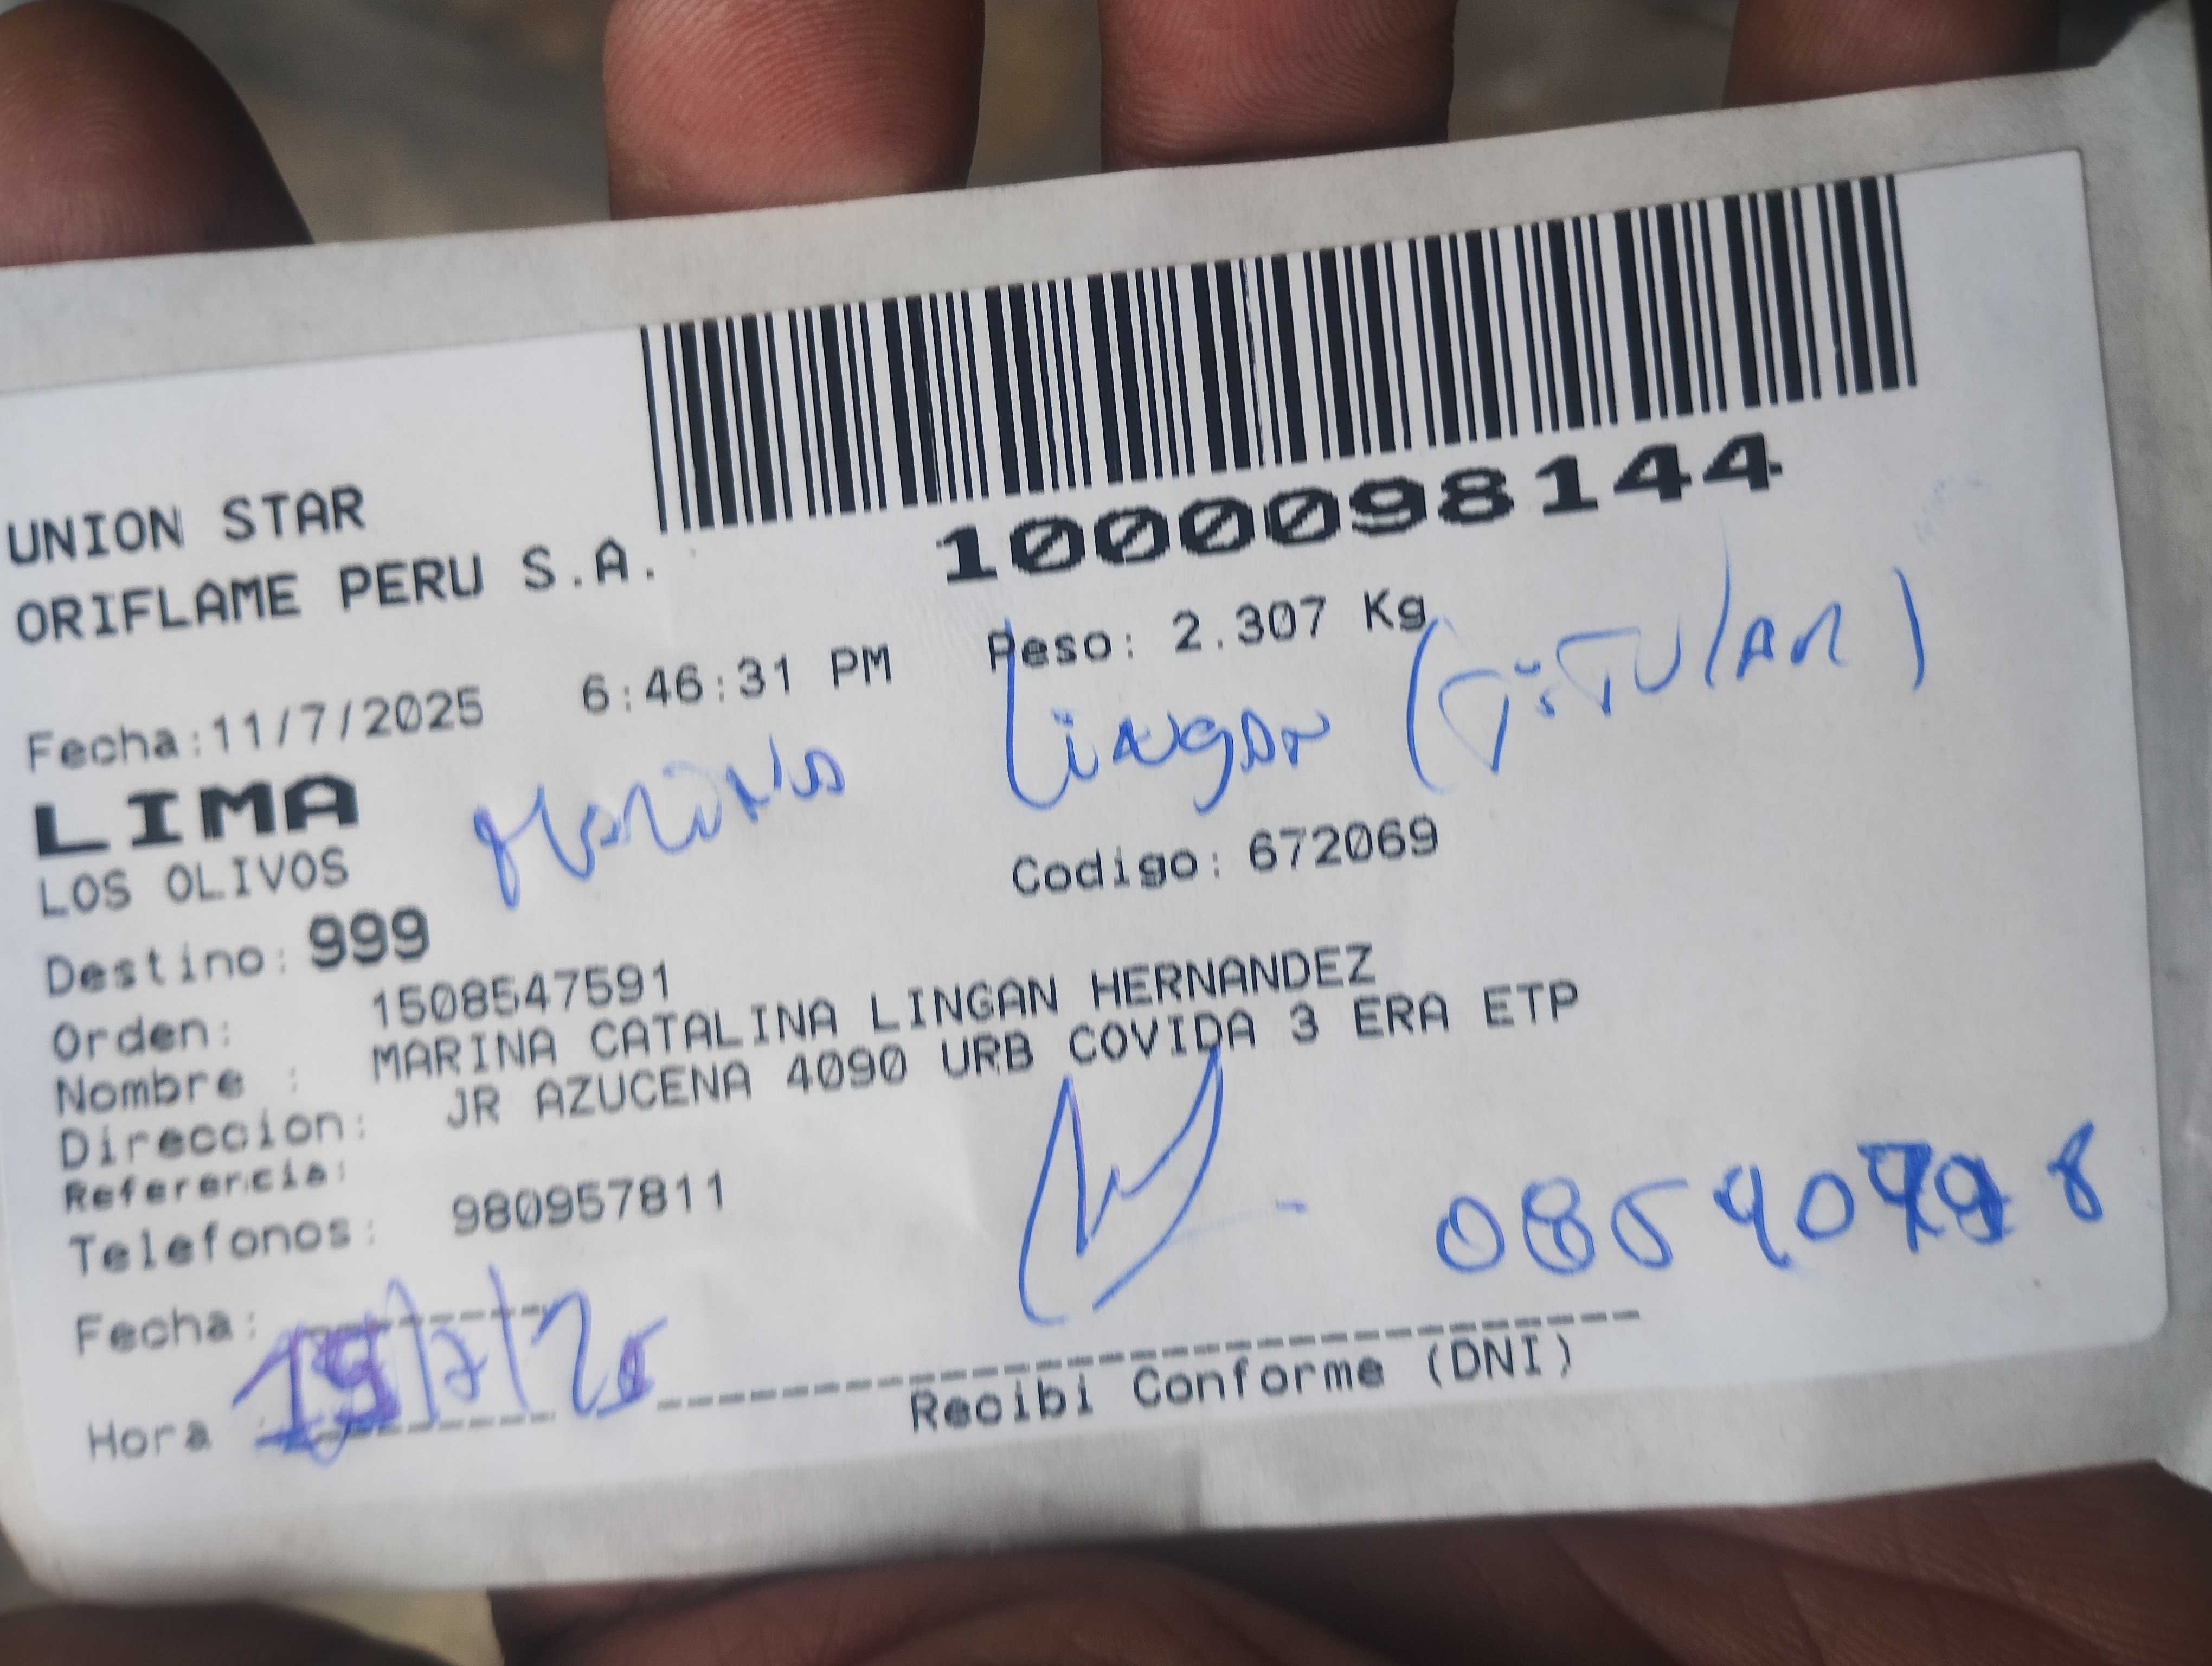 1000098144
UNION STAR
ORIFLAME PERU S.A.
Fecha:11/7/2025 6:46:31 PM Peso: 2.307 Kg
LIMA
Marina Lingan (TiTULAR)
LOS OLIVOS
Codigo: 672069
Destino: 999
Orden: 1508547591
Nombre : MARINA CATALINA LINGAN HERNANDEZ
Direccion: JR AZUCENA 4090 URB COVIDA 3 ERA ETP
Referencia:
Telefonos: 980957811
Fecha:
/7/25
Hora
Recibi Conforme (DNI)